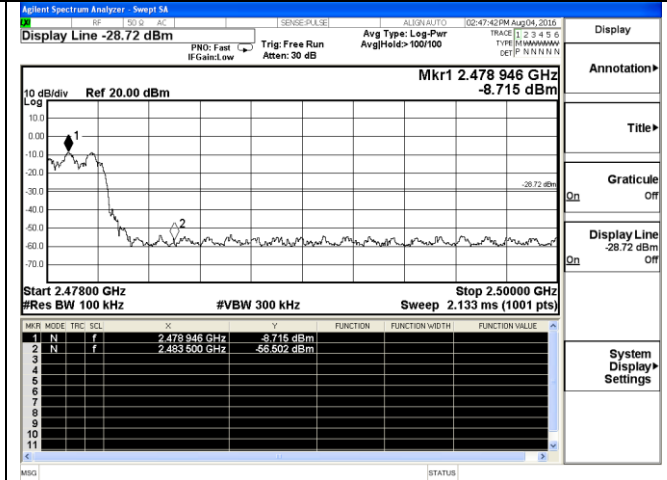 Agilent Spectrum Analyzer - Swept SA
RF 50 Ω AC SENSE:PULSE ALIGN AUTO 02:47:42 PM Aug 04, 2016
Display Line -28.72 dBm
PNO: Fast Trig: Free Run
IFGain:Low Atten: 30 dB
Avg Type: Log-Pwr
Avg|Hold:> 100/100
TRACE 1 2 3 4 5 6
TYPE M WWWWW
DET P N N N N N
Mkr1 2.478 946 GHz
-8.715 dBm
10 dB/div Ref 20.00 dBm
Log
10.0
0.00
-10.0
-20.0
-30.0
-40.0
-50.0
-60.0
-70.0
1
2
-28.72 dBm
Start 2.47800 GHz Stop 2.50000 GHz
#Res BW 100 kHz #VBW 300 kHz Sweep 2.133 ms (1001 pts)
MKR MODE TRC SCL X Y FUNCTION FUNCTION WIDTH FUNCTION VALUE
1 N f 2.478 946 GHz -8.715 dBm
2 N f 2.483 500 GHz -56.502 dBm
3
4
5
6
7
8
9
10
11
MSG STATUS
Display
Annotation
Title
Graticule
On Off
Display Line
-28.72 dBm
On Off
System
Display
Settings